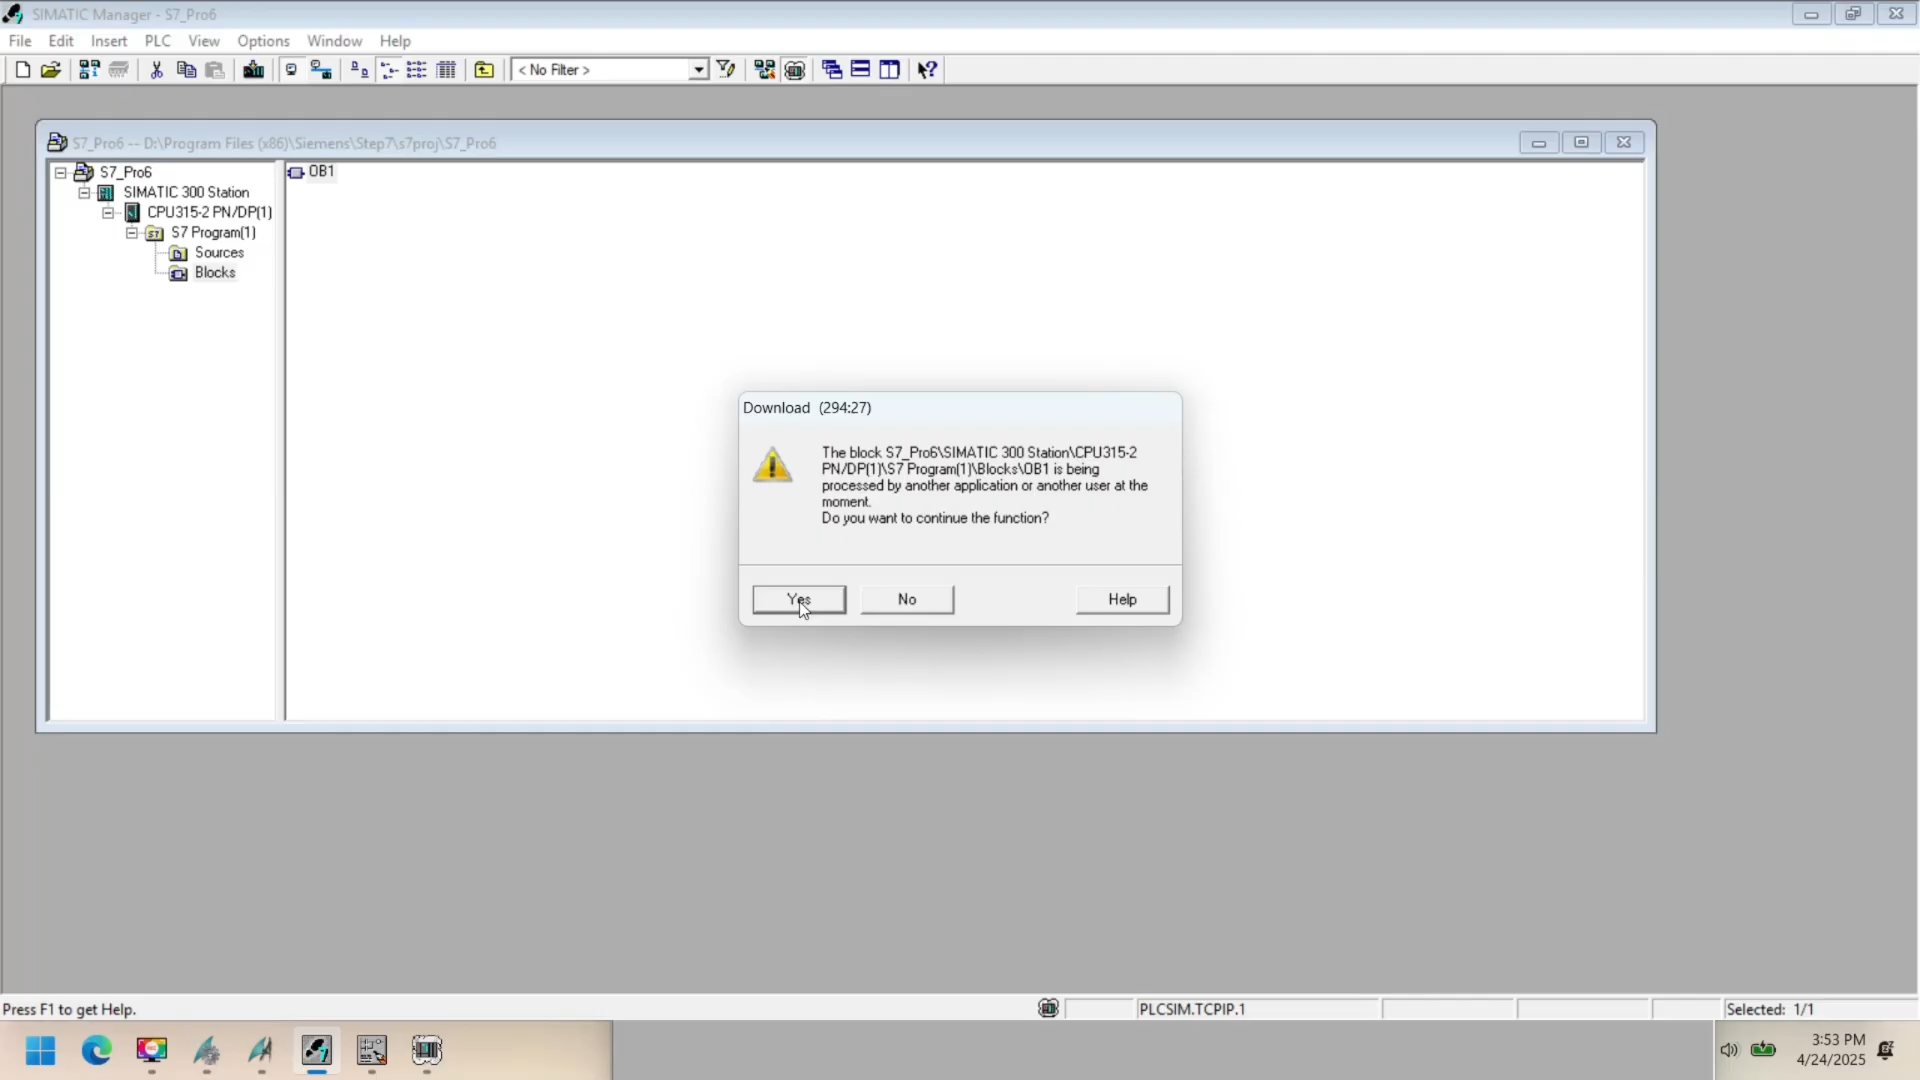 SIMATIC Manager - S7_Pro6
File Edit Insert PLC View Options Window Help
< No Filter >
S7_Pro6 -- D:\Program Files (x86)\Siemens\Step7\s7proj\S7_Pro6
S7_Pro6
SIMATIC 300 Station
CPU315-2 PN/DP(1)
S7 Program(1)
Sources
Blocks
OB1
Download (294:27)
The block S7_Pro6\SIMATIC 300 Station\CPU315-2
PN/DP(1)\S7 Program(1)\Blocks\OB1 is being
processed by another application or another user at the
moment.
Do you want to continue the function?
Yes No Help
Press F1 to get Help.
PLCSIM.TCPIP.1
Selected: 1/1
3:53 PM
4/24/2025